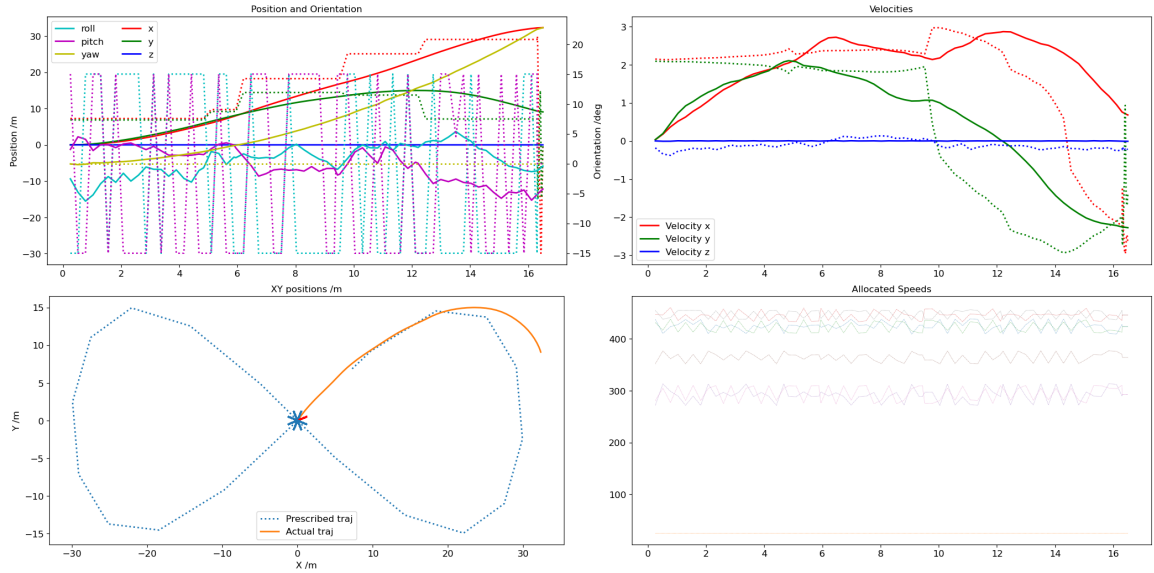 Position and Orientation
roll
pitch
yaw
x
y
z
30
20
10
0
−10
−20
−30
Position /m
20
15
10
5
0
−5
−10
−15
Orientation /deg
0 2 4 6 8 10 12 14 16
Velocities
3
2
1
0
−1
−2
−3
Velocity x
Velocity y
Velocity z
0 2 4 6 8 10 12 14 16
XY positions /m
15
10
5
0
−5
−10
−15
Y /m
Prescribed traj
Actual traj
−30 −20 −10 0 10 20 30
X /m
Allocated Speeds
400
300
200
100
0 2 4 6 8 10 12 14 16